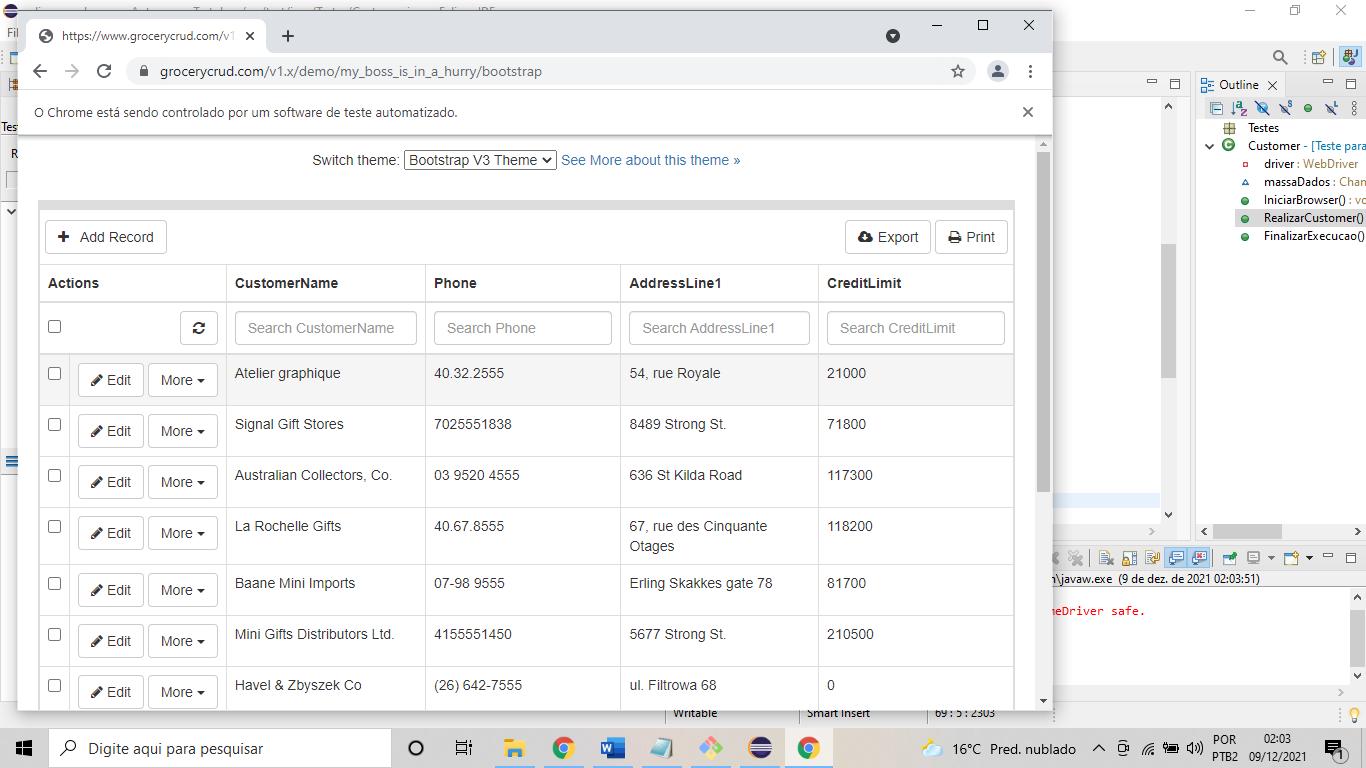 https://www.grocerycrud.com/v1
grocerycrud.com/v1.x/demo/my_boss_is_in_a_hurry/bootstrap
O Chrome está sendo controlado por um software de teste automatizado.
Switch theme: Bootstrap V3 Theme See More about this theme »
Add Record Export Print
Actions CustomerName Phone AddressLine1 CreditLimit
Search CustomerName Search Phone Search AddressLine1 Search CreditLimit
Edit More Atelier graphique 40.32.2555 54, rue Royale 21000
Edit More Signal Gift Stores 7025551838 8489 Strong St. 71800
Edit More Australian Collectors, Co. 03 9520 4555 636 St Kilda Road 117300
Edit More La Rochelle Gifts 40.67.8555 67, rue des Cinquante 118200
Otages
Edit More Baane Mini Imports 07-98 9555 Erling Skakkes gate 78 81700
Edit More Mini Gifts Distributors Ltd. 4155551450 5677 Strong St. 210500
Edit More Havel & Zbyszek Co (26) 642-7555 ul. Filtrowa 68 0
Outline
Testes
Customer - [Teste para
driver : WebDriver
massaDados : Chan
IniciarBrowser() : vo
RealizarCustomer()
FinalizarExecucao()
n\javaw.exe (9 de dez. de 2021 02:03:51)
meDriver safe.
Writable Smart Insert 69 : 5 : 2303
Digite aqui para pesquisar
16°C Pred. nublado
POR
PTB2
02:03
09/12/2021
1